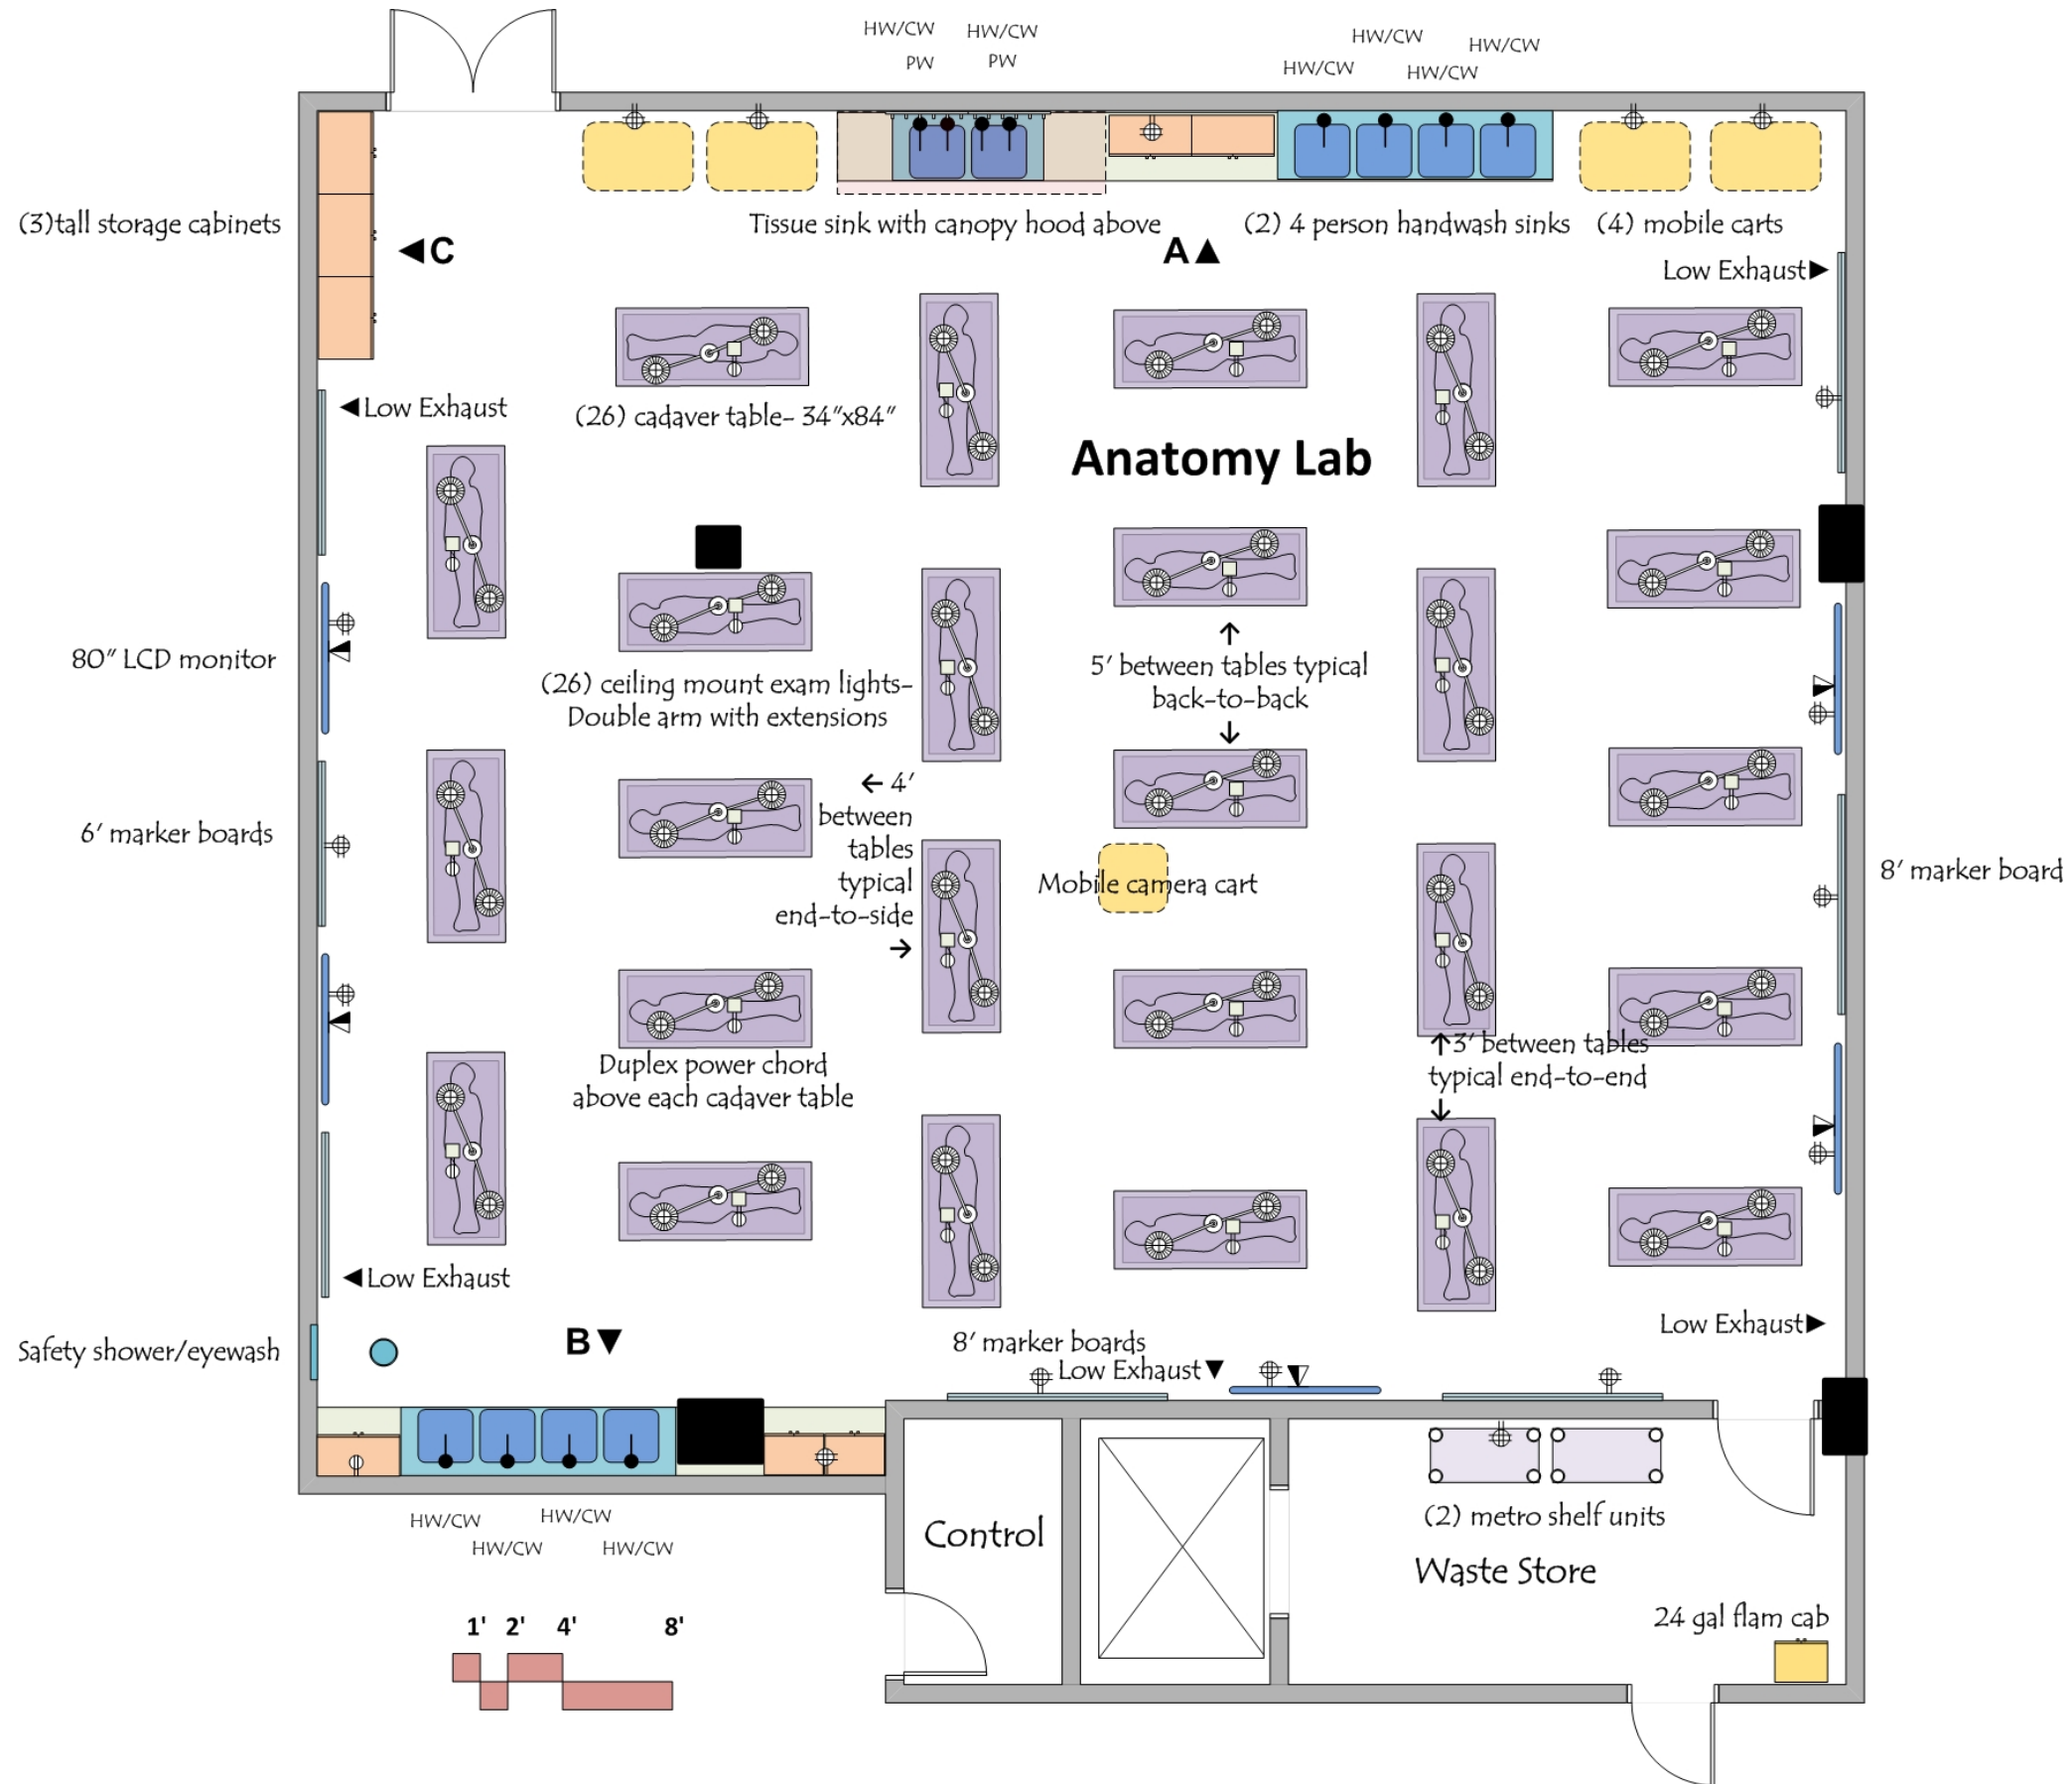 HW/CW
HW/CW
PW
PW
HW/CW
HW/CW
HW/CW
HW/CW
(3)tall storage cabinets
Tissue sink with canopy hood above
(2) 4 person handwash sinks
(4) mobile carts
◄C
A▲
Low Exhaust►
◄Low Exhaust
(26) cadaver table- 34"x84"
Anatomy Lab
80" LCD monitor
(26) ceiling mount exam lights-
Double arm with extensions
↑
5' between tables typical
back-to-back
↓
← 4'
between
tables
typical
end-to-side
→
6' marker boards
Mobile camera cart
8' marker board
↑3' between tables
typical end-to-end
↓
Duplex power chord
above each cadaver table
◄Low Exhaust
Low Exhaust►
Safety shower/eyewash
B▼
8' marker boards
Low Exhaust▼
HW/CW
HW/CW
HW/CW
HW/CW
Control
(2) metro shelf units
Waste Store
24 gal flam cab
1' 2' 4' 8'